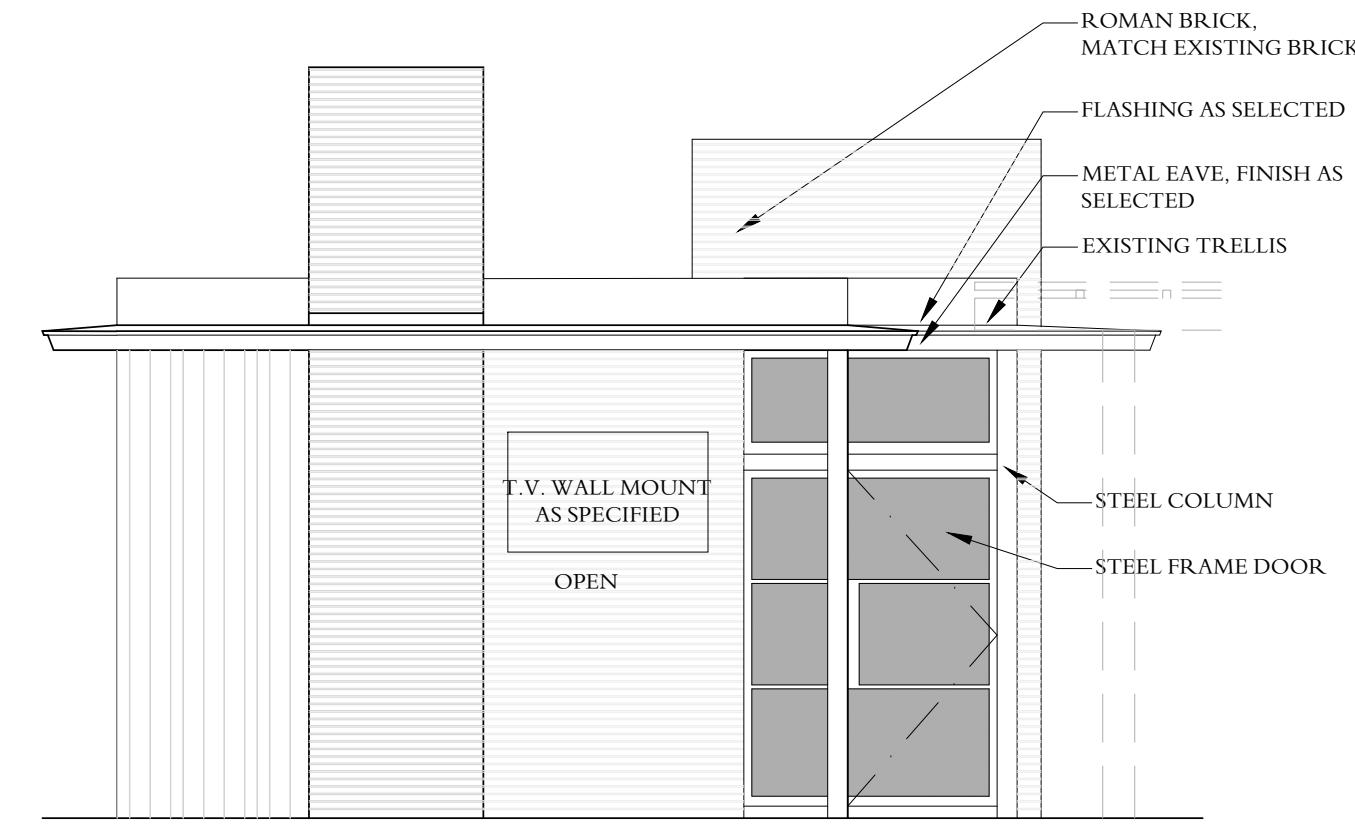 ROMAN BRICK,
MATCH EXISTING BRICK
FLASHING AS SELECTED
METAL EAVE, FINISH AS
SELECTED
EXISTING TRELLIS
T.V. WALL MOUNT
AS SPECIFIED
OPEN
STEEL COLUMN
STEEL FRAME DOOR